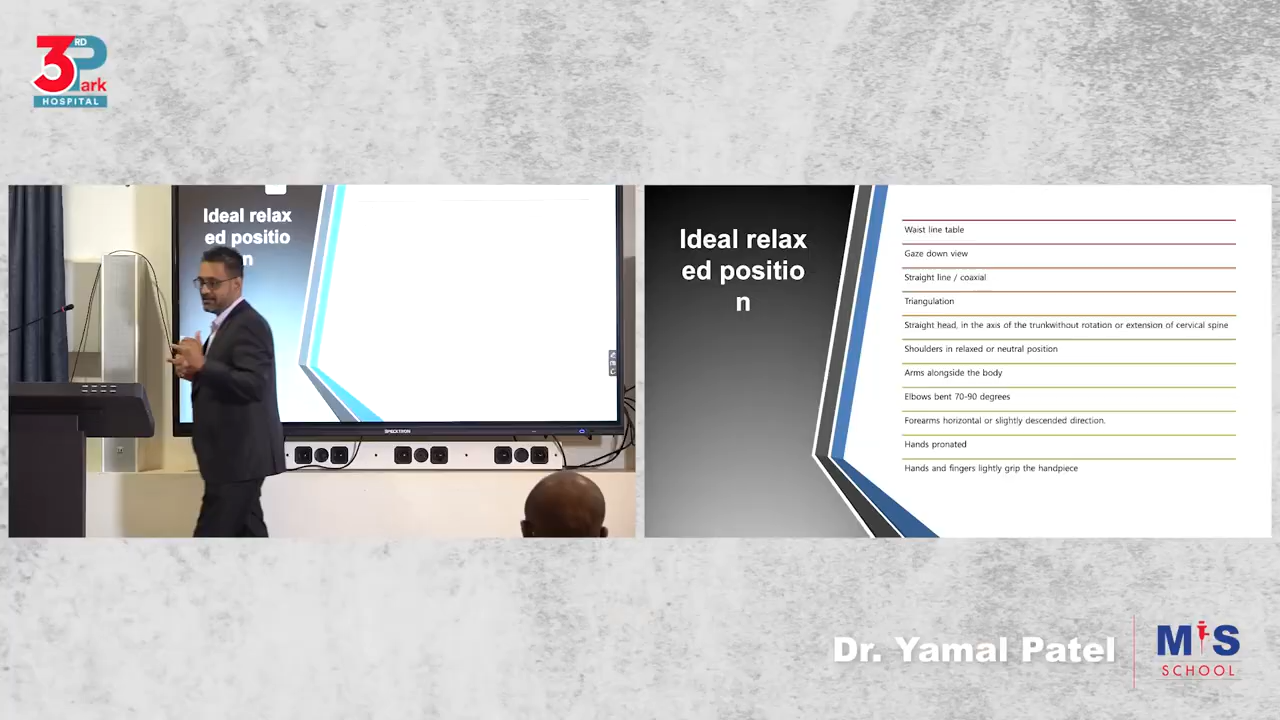 3RD
Park
HOSPITAL
Ideal relax
ed positio
n
SPECKTRON
Ideal relax
ed positio
n
Waist line table
Gaze down view
Straight line / coaxial
Triangulation
Straight head, in the axis of the trunkwithout rotation or extension of cervical spine
Shoulders in relaxed or neutral position
Arms alongside the body
Elbows bent 70-90 degrees
Forearms horizontal or slightly descended direction.
Hands pronated
Hands and fingers lightly grip the handpiece
Dr. Yamal Patel
MIS
SCHOOL